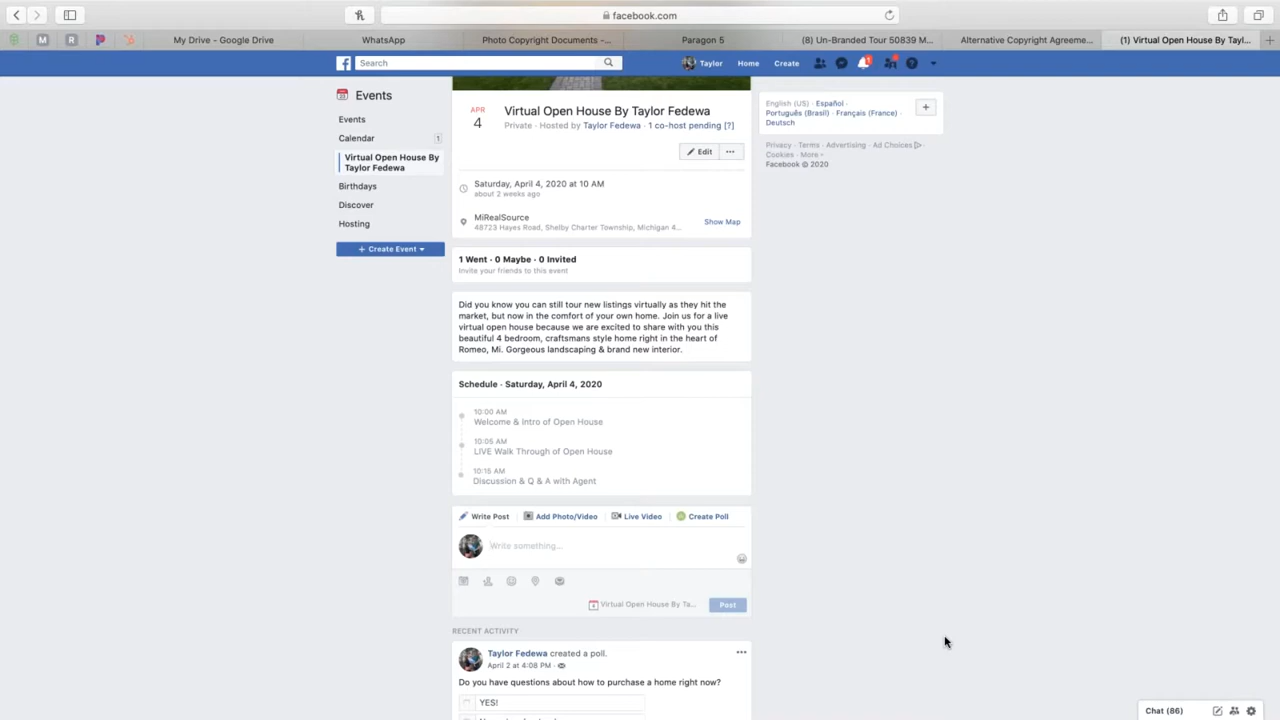 facebook.com
M R P
My Drive - Google Drive
WhatsApp
Photo Copyright Documents -...
Paragon 5
(8) Un-Branded Tour 50839 M...
Alternative Copyright Agreeme...
(1) Virtual Open House By Tayl...
Search
Taylor Home Create
Events
Events
Calendar 1
Virtual Open House By
Taylor Fedewa
Birthdays
Discover
Hosting
+ Create Event
APR
4
Virtual Open House By Taylor Fedewa
Private · Hosted by Taylor Fedewa · 1 co-host pending [?]
Edit ...
Saturday, April 4, 2020 at 10 AM
about 2 weeks ago
MiRealSource
48723 Hayes Road, Shelby Charter Township, Michigan 4...
Show Map
1 Went · 0 Maybe · 0 Invited
Invite your friends to this event
Did you know you can still tour new listings virtually as they hit the
market, but now in the comfort of your own home. Join us for a live
virtual open house because we are excited to share with you this
beautiful 4 bedroom, craftsmans style home right in the heart of
Romeo, Mi. Gorgeous landscaping & brand new interior.
Schedule · Saturday, April 4, 2020
10:00 AM
Welcome & Intro of Open House
10:05 AM
LIVE Walk Through of Open House
10:15 AM
Discussion & Q & A with Agent
Write Post Add Photo/Video Live Video Create Poll
Write something...
Virtual Open House By Ta... Post
RECENT ACTIVITY
Taylor Fedewa created a poll.
April 2 at 4:08 PM ·
Do you have questions about how to purchase a home right now?
YES!
English (US) · Español ·
Português (Brasil) · Français (France) ·
Deutsch
Privacy · Terms · Advertising · Ad Choices ·
Cookies · More
Facebook © 2020
Chat (86)